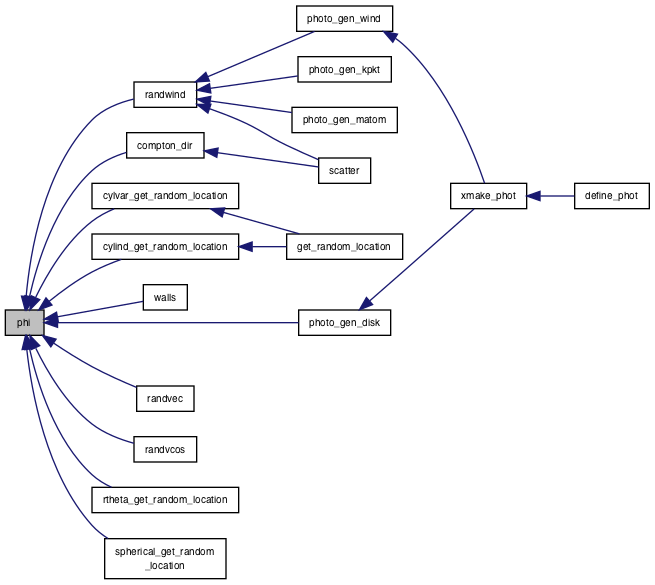 photo_gen_wind
photo_gen_kpkt
randwind
photo_gen_matom
compton_dir
scatter
cylvar_get_random_location
xmake_phot
define_phot
cylind_get_random_location
get_random_location
walls
phi
photo_gen_disk
randvec
randvcos
rtheta_get_random_location
spherical_get_random
_location